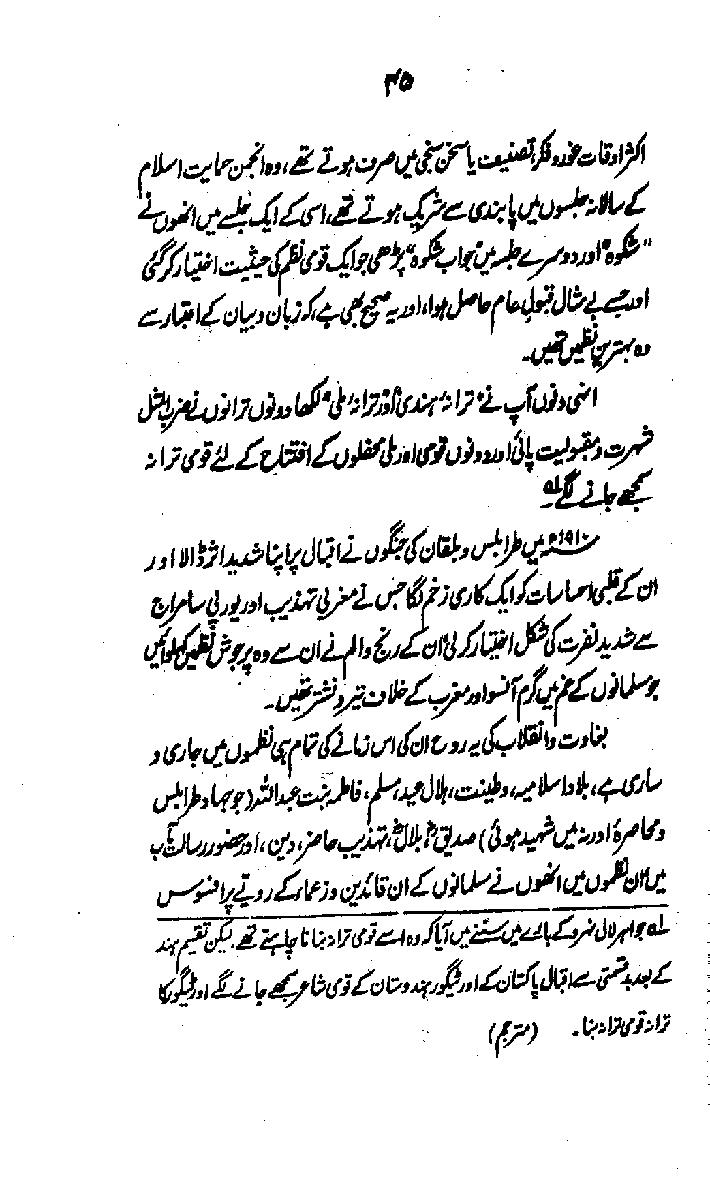 ۴۵
اکثر اوقات غور و فکر، تصنیف یا سخن سنجی میں صرف ہوتے تھے، وہ انجمن حمایت اسلام
کے سالانہ جلسوں میں پابندی سے شریک ہوتے تھے، اسی کے ایک جلسے میں انھوں نے
"شکوہ" اور دوسرے جلسہ میں "جواب شکوہ" پڑھی جو ایک قومی نظم کی حیثیت اختیار کر گئی
اور جسے بے مثال قبول عام حاصل ہوا، اور یہ صحیح بھی ہے، کہ زبان و بیان کے اعتبار سے
وہ بہترین نظمیں تھیں۔
انہی دنوں آپ نے "ترانۂ ہندی" اور "ترانۂ ملی" لکھا دونوں ترانوں نے ضرب المثل
شہرت و مقبولیت پائی اور دونوں قومی اور ملی محفلوں کے افتتاح کے لئے قومی ترانہ
سمجھے جانے لگے۔ لہ
۱۹۱۰ء میں طرابلس و بلقان کی جنگوں نے اقبال پر اپنا شدید اثر ڈالا اور
ان کے قلبی احساسات کو ایک کاری زخم لگا جس نے مغربی تہذیب اور یورپی سامراج
سے شدید نفرت کی شکل اختیار کر لی، ان کے رنج و الم نے ان سے وہ پرجوش نظمیں کہلوائیں
جو مسلمانوں کے غم میں گرم آنسو اور مغرب کے خلاف تیر و نشتر تھیں۔
بغاوت و انقلاب کی یہ روح ان کی اس زمانے کی تمام ہی نظموں میں جاری و
ساری ہے، بلاد اسلامیہ، وطینت، ہلال عید، مسلم، فاطمہ بنت عبداللہ (جو جہاد طرابلس
و محاصرۂ ادرنہ میں شہید ہوئی) صدیقؓ، بلالؓ، تہذیب حاضر، دین، اور حضور رسالت مآب
میں، ان نظموں میں انھوں نے مسلمانوں کے ان قائدین و زعماء کے رویے پر افسوس
لہ جواہر لال نہرو کے بارے میں سننے میں آیا کہ وہ اسے قومی ترانہ بنانا چاہتے تھے۔ لیکن تقسیم ہند
کے بعد بدقسمتی سے اقبال پاکستان کے اور ٹیگور ہندوستان کے قومی شاعر سمجھے جانے لگے اور ٹیگور کا
ترانہ قومی ترانہ بنا۔ (مترجم)